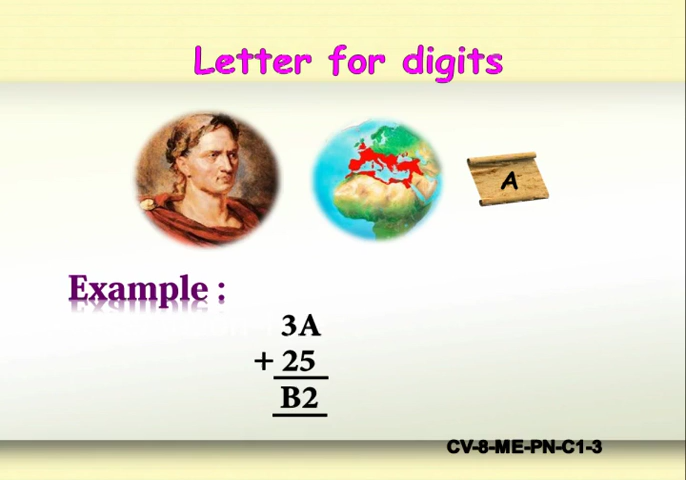 Letter for digits
A
Example :
3A
+ 25
B2
CV-8-ME-PN-C1-3